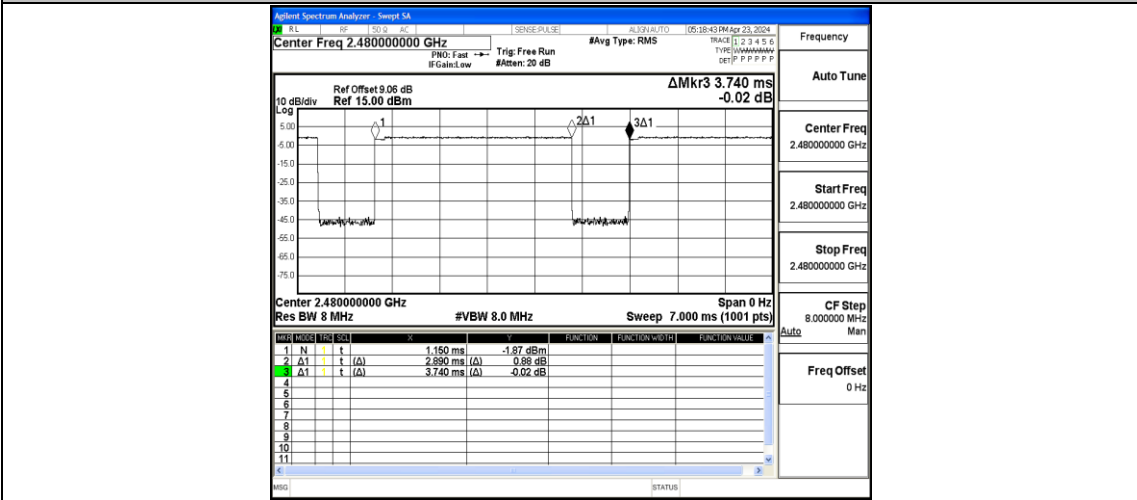 Agilent Spectrum Analyzer - Swept SA
RL RF 50 Ω AC SENSE:PULSE ALIGN AUTO 05:18:43 PM Apr 23, 2024
Center Freq 2.480000000 GHz #Avg Type: RMS TRACE 1 2 3 4 5 6 Frequency
PNO: Fast Trig: Free Run TYPE WWWWWW
IFGain:Low #Atten: 20 dB DET P P P P P P
Auto Tune
ΔMkr3 3.740 ms
Ref Offset 9.06 dB -0.02 dB
10 dB/div Ref 15.00 dBm
Log
1 2Δ1 3Δ1
5.00
-5.00
-15.0
-25.0
-35.0
-45.0
-55.0
-65.0
-75.0
Center Freq
2.480000000 GHz
Start Freq
2.480000000 GHz
Stop Freq
2.480000000 GHz
Center 2.480000000 GHz Span 0 Hz
Res BW 8 MHz #VBW 8.0 MHz Sweep 7.000 ms (1001 pts)
CF Step
8.000000 MHz
Auto Man
MKR MODE TRC SCL X Y FUNCTION FUNCTION WIDTH FUNCTION VALUE
1 N 1 t 1.150 ms -1.87 dBm
2 Δ1 1 t (Δ) 2.890 ms (Δ) 0.88 dB
3 Δ1 1 t (Δ) 3.740 ms (Δ) -0.02 dB
4
5
6
7
8
9
10
11
Freq Offset
0 Hz
MSG STATUS